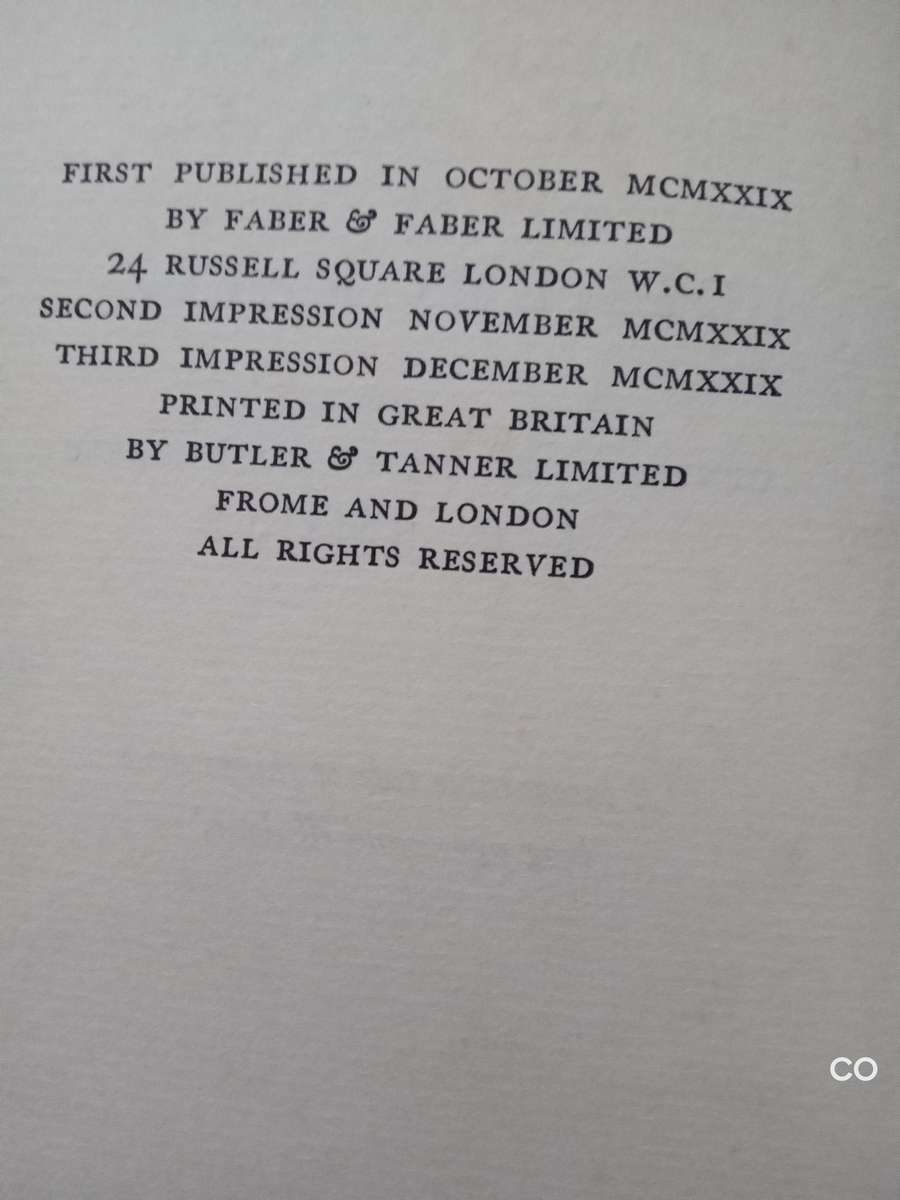 FIRST PUBLISHED IN OCTOBER MCMXXIX
BY FABER & FABER LIMITED
24 RUSSELL SQUARE LONDON W.C.I
SECOND IMPRESSION NOVEMBER MCMXXIX
THIRD IMPRESSION DECEMBER MCMXXIX
PRINTED IN GREAT BRITAIN
BY BUTLER & TANNER LIMITED
FROME AND LONDON
ALL RIGHTS RESERVED
CO